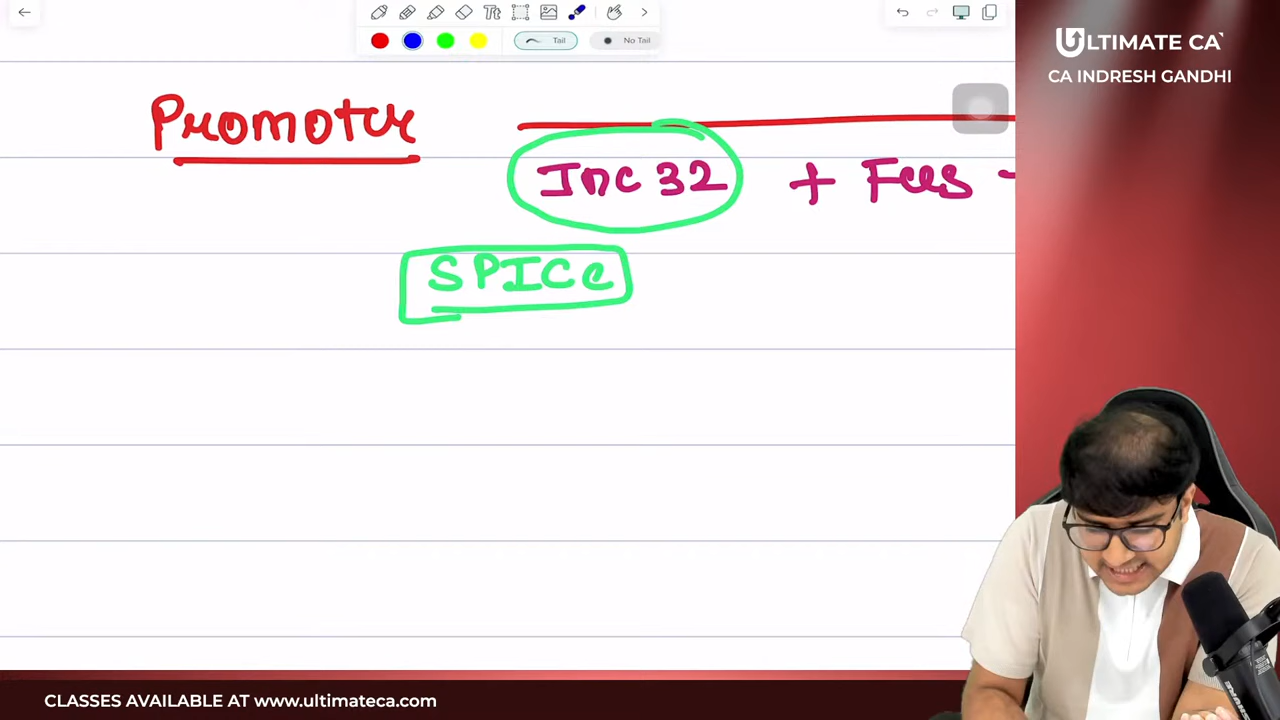 Tt
Tail
No Tail
ULTIMATE CA
CA INDRESH GANDHI
Promoter
Inc 32 + Fees -
SPICe
CLASSES AVAILABLE AT www.ultimateca.com